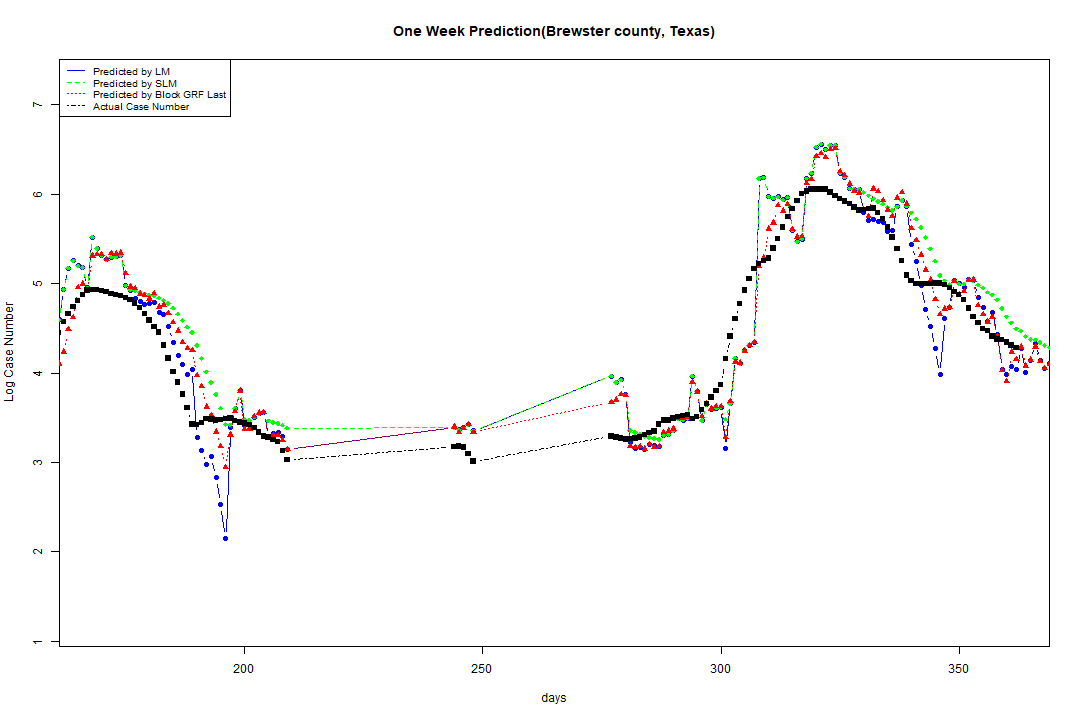 One Week Prediction(Brewster county, Texas)
Predicted by LM
Predicted by SLM
Predicted by Block GRF Last
Actual Case Number
Log Case Number
7
6
5
4
3
2
1
200 250 300 350
days